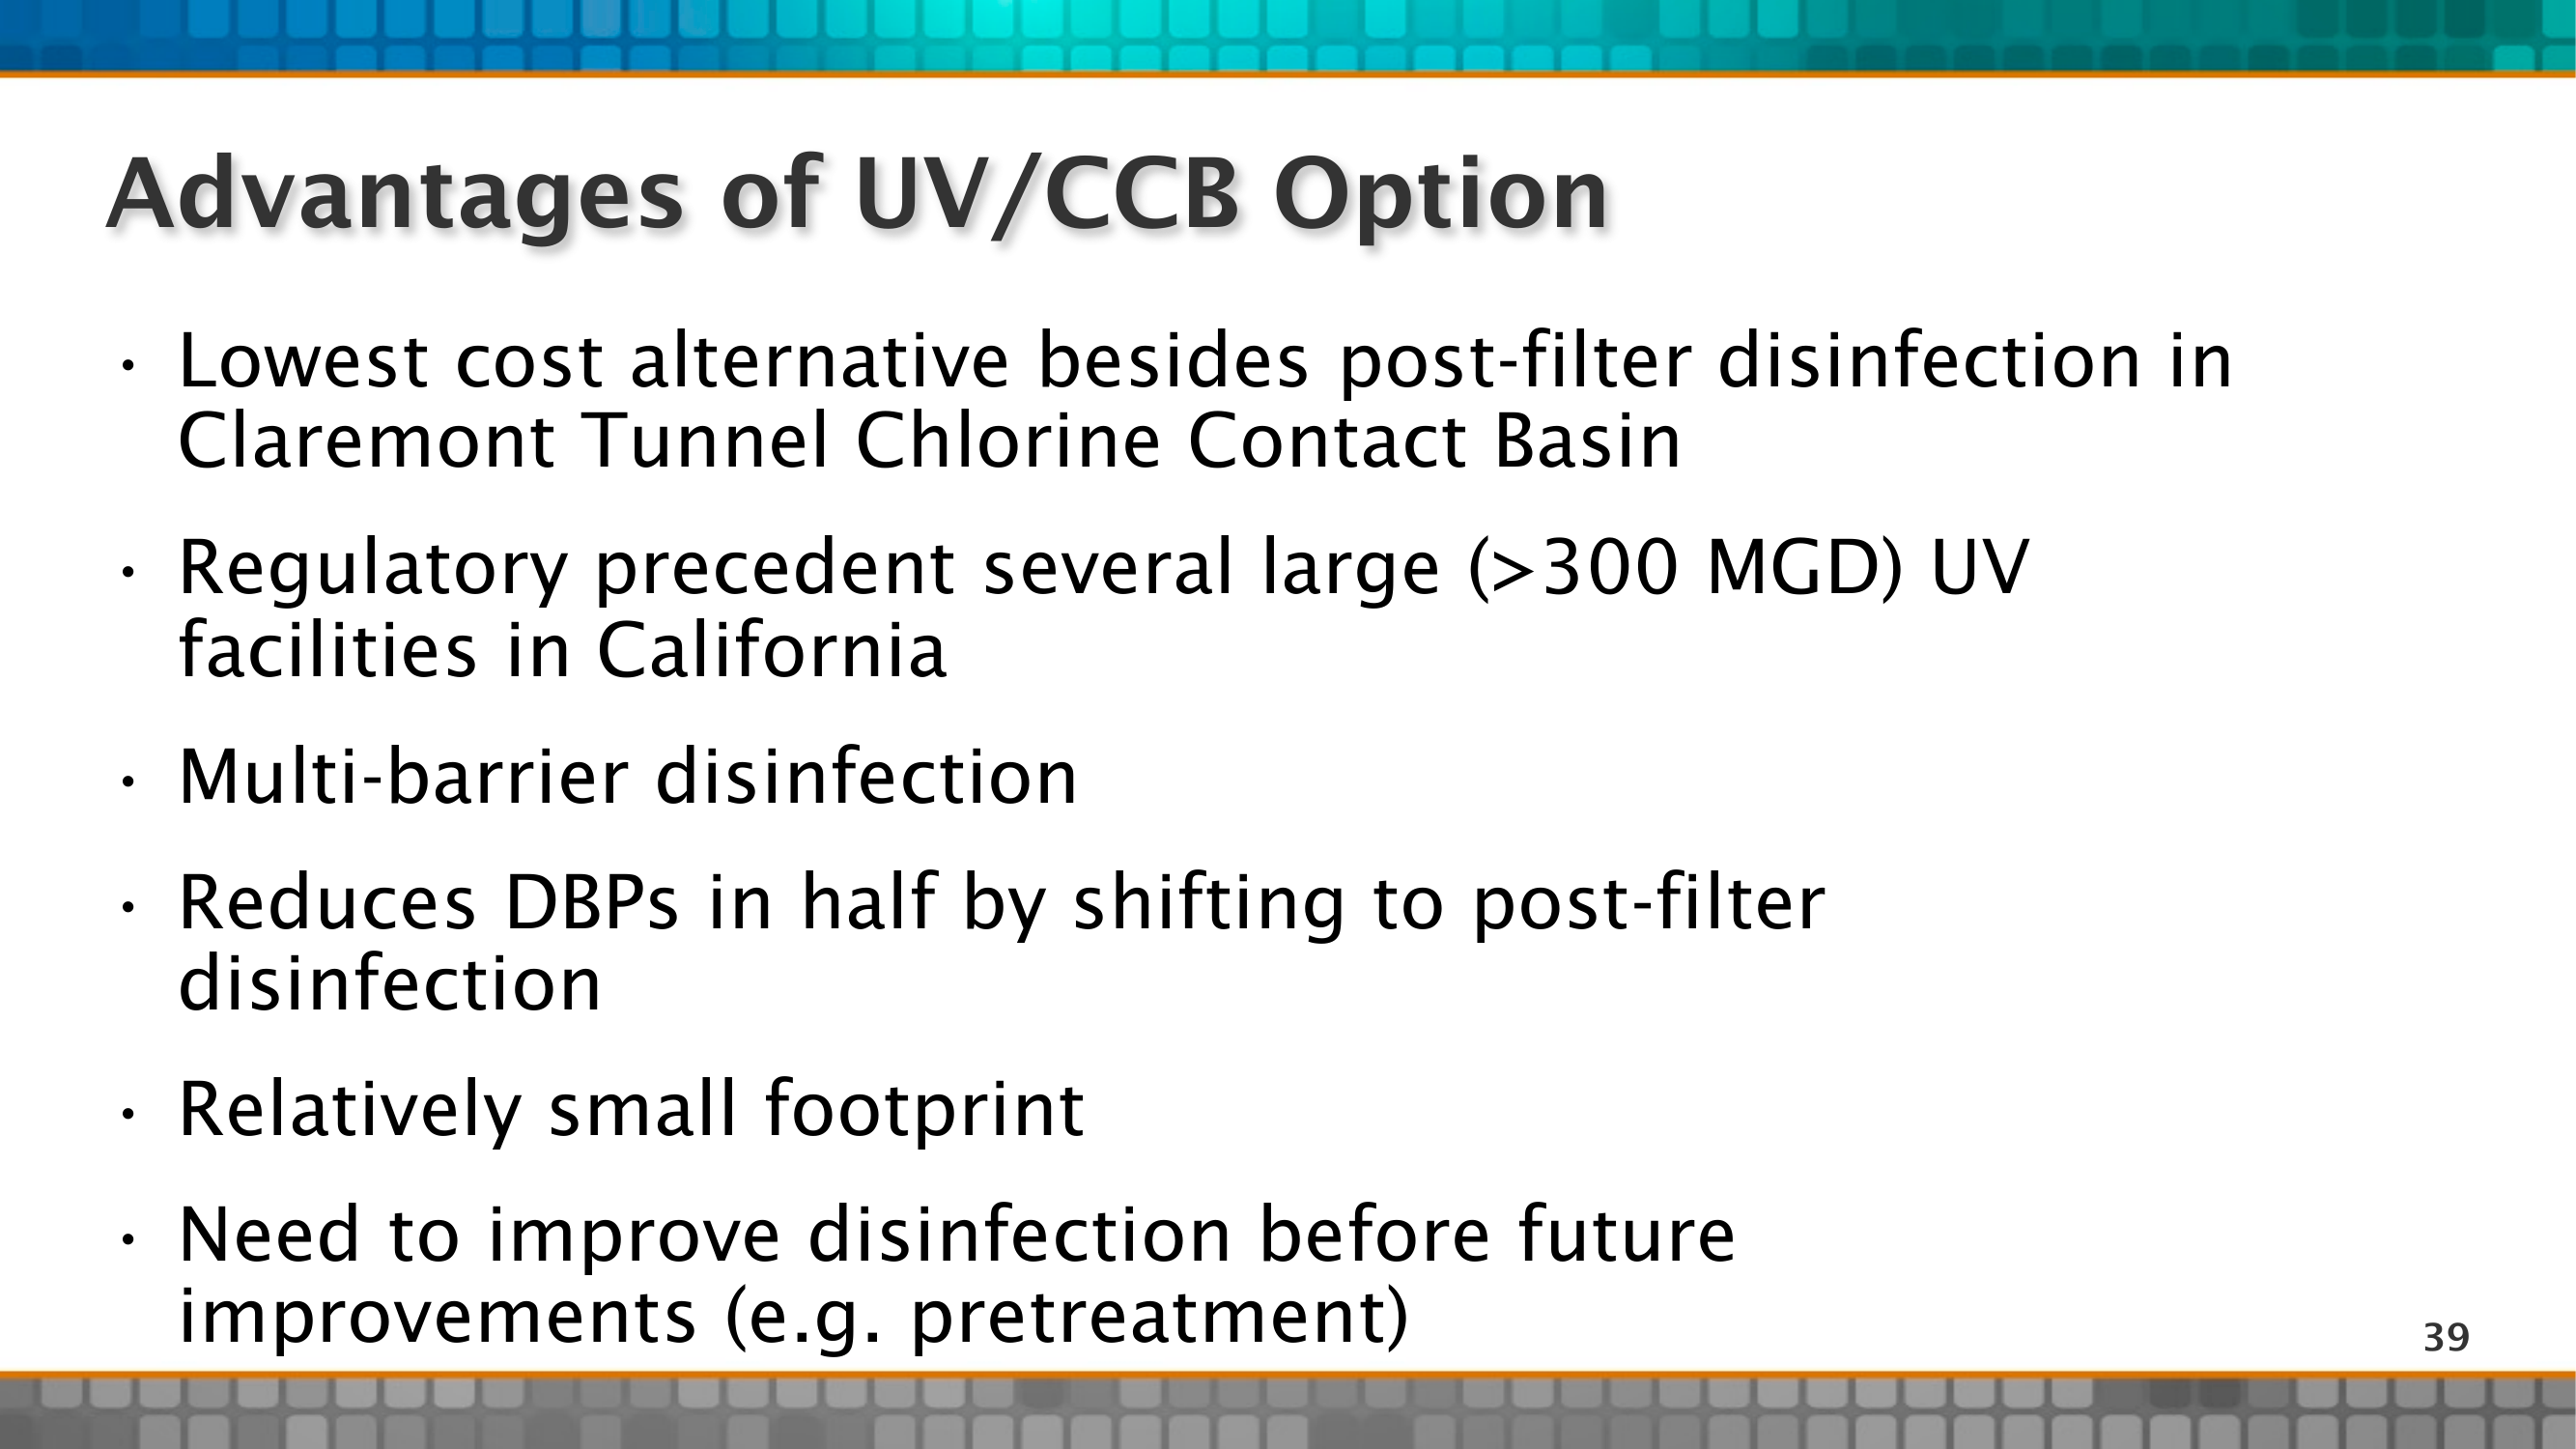 Advantages of UV/CCB Option
• Lowest cost alternative besides post-filter disinfection in
Claremont Tunnel Chlorine Contact Basin
• Regulatory precedent several large (>300 MGD) UV
facilities in California
• Multi-barrier disinfection
• Reduces DBPs in half by shifting to post-filter
disinfection
• Relatively small footprint
• Need to improve disinfection before future
improvements (e.g. pretreatment)
39